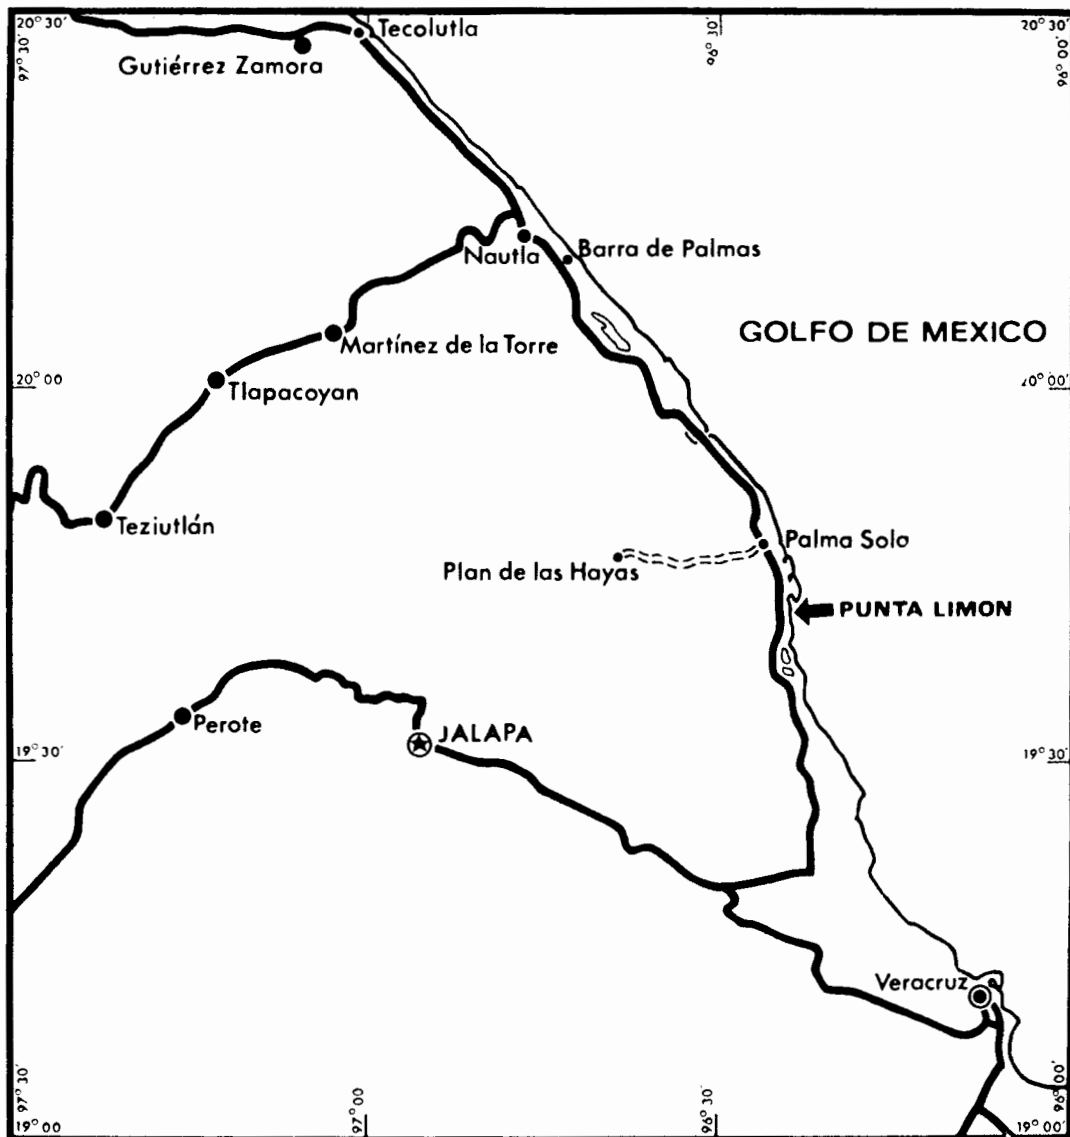 20° 30'
97° 30'
Tecolutla
96° 30'
20° 30'
96° 00'
Gutiérrez Zamora
Nautla
Barra de Palmas
GOLFO DE MEXICO
Martínez de la Torre
20° 00
20° 00'
Tlapacoyan
Teziutlán
Palma Sola
Plan de las Hayas
PUNTA LIMON
Perote
JALAPA
19° 30'
19° 30'
Veracruz
97° 30'
19° 00'
97° 00
96° 30'
96° 00'
19° 00'